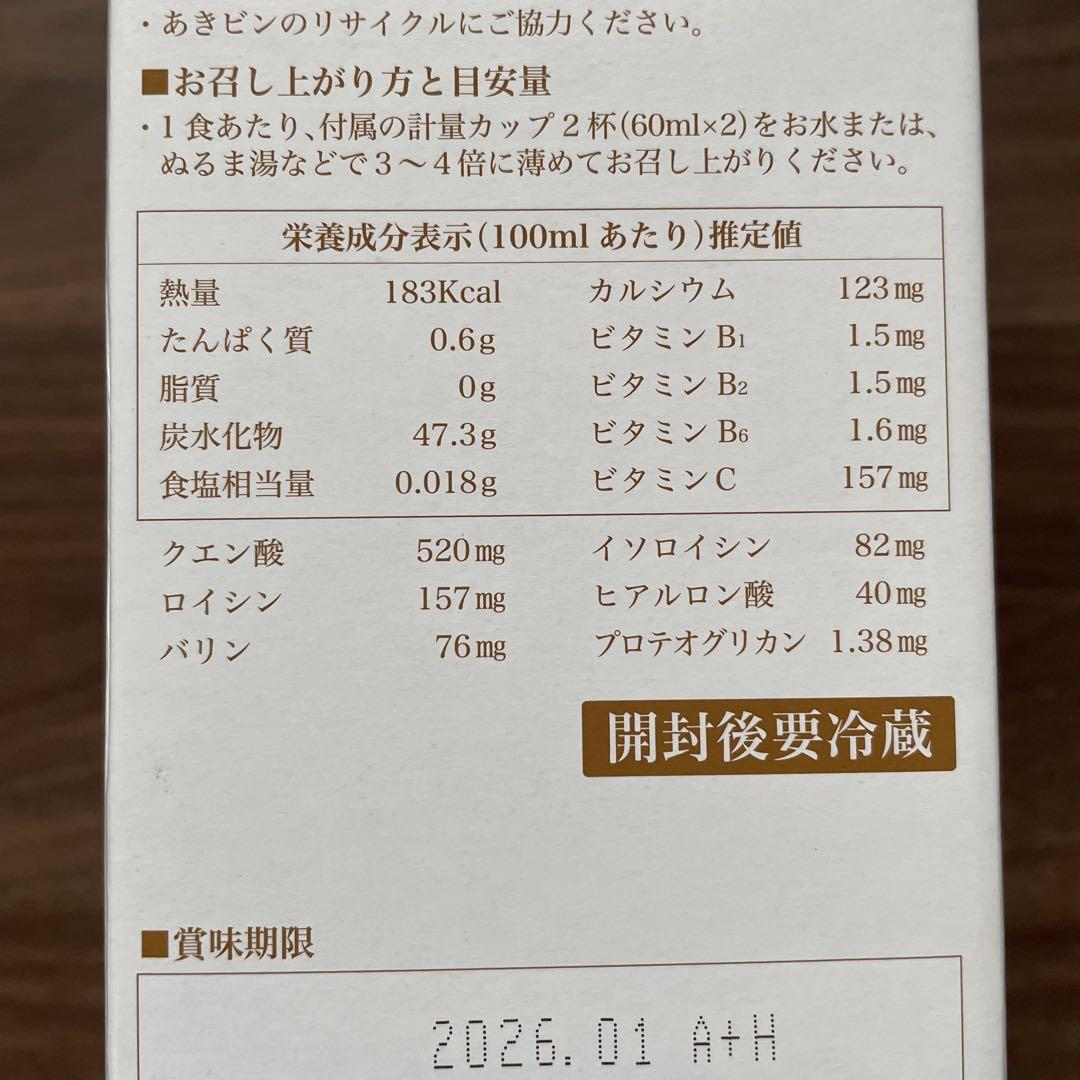 ・あきビンのリサイクルにご協力ください。
■お召し上がり方と目安量
・1食あたり、付属の計量カップ2杯(60ml×2)をお水または、
ぬるま湯などで3〜4倍に薄めてお召し上がりください。
栄養成分表示(100mlあたり)推定値
熱量 183Kcal カルシウム 123㎎
たんぱく質 0.6g ビタミンB1 1.5㎎
脂質 0g ビタミンB2 1.5㎎
炭水化物 47.3g ビタミンB6 1.6㎎
食塩相当量 0.018g ビタミンC 157㎎
クエン酸 520㎎ イソロイシン 82㎎
ロイシン 157㎎ ヒアルロン酸 40㎎
バリン 76㎎ プロテオグリカン 1.38㎎
開封後要冷蔵
■賞味期限
2026.01 A+H